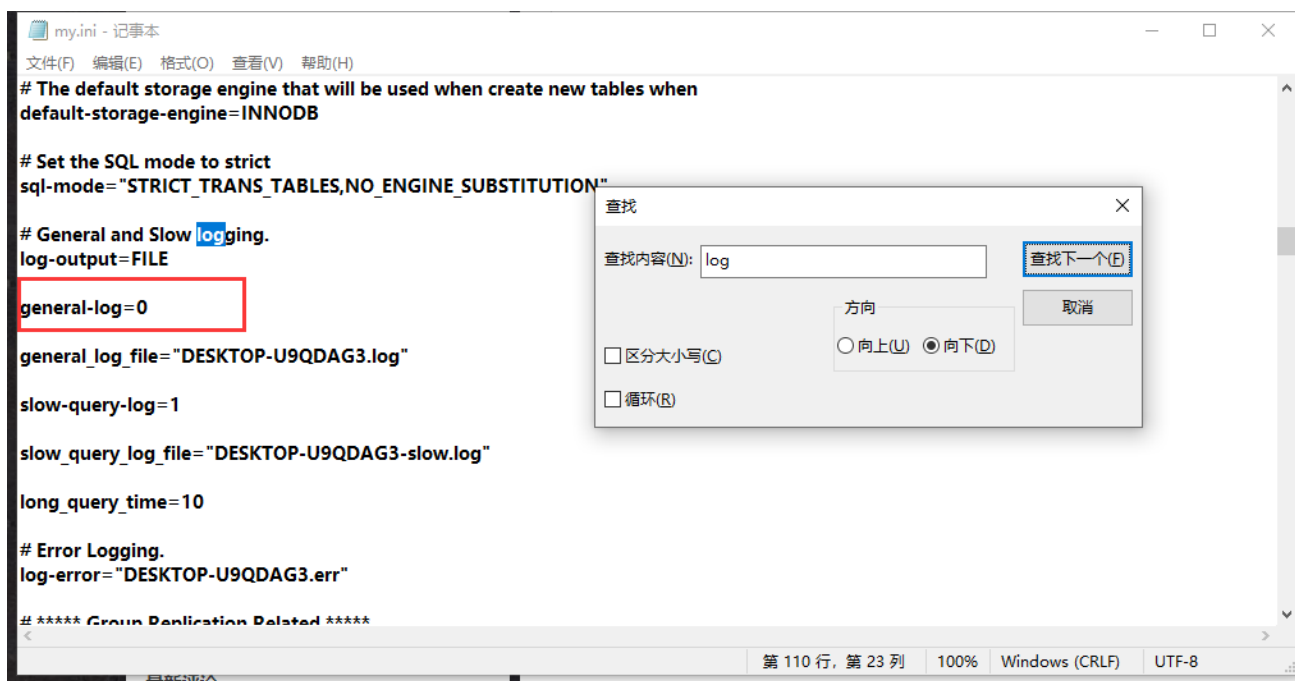 my.ini - 记事本
文件(F) 编辑(E) 格式(O) 查看(V) 帮助(H)
# The default storage engine that will be used when create new tables when
default-storage-engine=INNODB
# Set the SQL mode to strict
sql-mode="STRICT_TRANS_TABLES,NO_ENGINE_SUBSTITUTION"
# General and Slow logging.
log-output=FILE
general-log=0
general_log_file="DESKTOP-U9QDAG3.log"
slow-query-log=1
slow_query_log_file="DESKTOP-U9QDAG3-slow.log"
long_query_time=10
# Error Logging.
log-error="DESKTOP-U9QDAG3.err"
# ***** Group Replication Related *****
查找
查找内容(N): log
查找下一个(F)
取消
方向
向上(U) 向下(D)
区分大小写(C)
循环(R)
第 110 行，第 23 列 100% Windows (CRLF) UTF-8